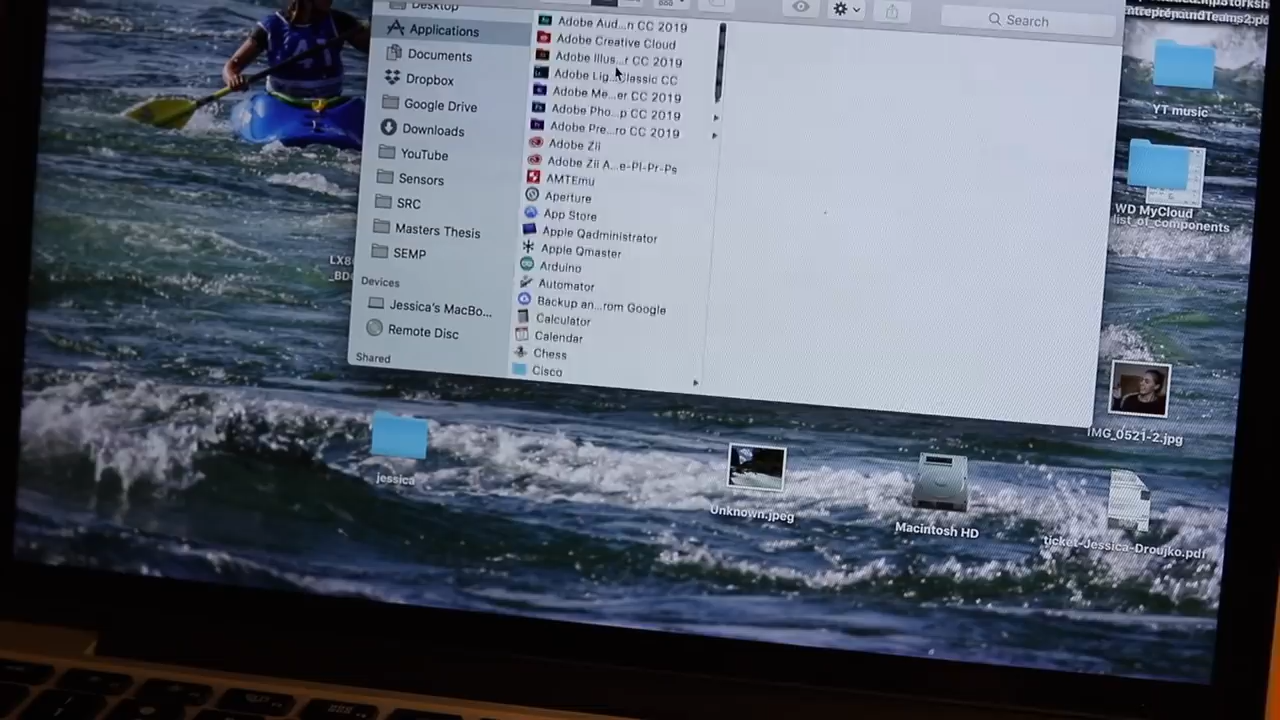 Desktop
Applications
Documents
Dropbox
Google Drive
Downloads
YouTube
Sensors
SRC
Masters Thesis
SEMP
Devices
Jessica's MacBo...
Remote Disc
Shared
Adobe Aud...n CC 2019
Adobe Creative Cloud
Adobe Illus...r CC 2019
Adobe Lig...Classic CC
Adobe Me...er CC 2019
Adobe Pho...p CC 2019
Adobe Pre...ro CC 2019
Adobe Zii
Adobe Zii A...e-Pl-Pr-Ps
AMTEmu
Aperture
App Store
Apple Qadministrator
Apple Qmaster
Arduino
Automator
Backup an...rom Google
Calculator
Calendar
Chess
Cisco
Search
YT music
WD MyCloud
list_of_components
IMG_0521-2.jpg
jessica
Unknown.jpeg
Macintosh HD
ticket-Jessica-Droujko.pdf